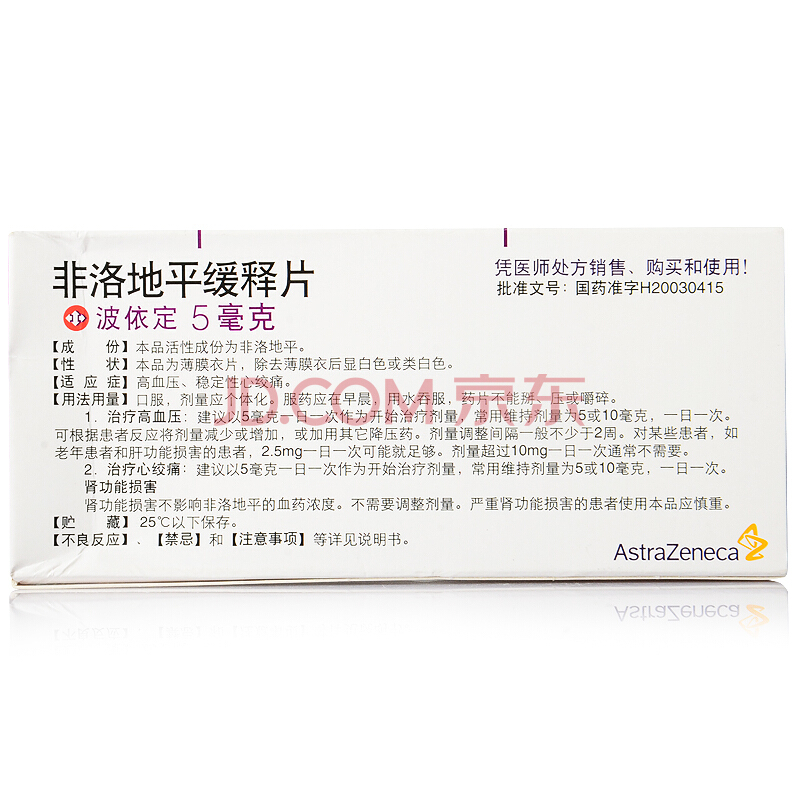 非洛地平缓释片
波依定 5毫克
凭医师处方销售、购买和使用!
批准文号：国药准字H20030415
【成 份】本品活性成份为非洛地平。
【性 状】本品为薄膜衣片，除去薄膜衣后显白色或类白色。
【适 应 症】高血压、稳定性心绞痛。
【用法用量】口服，剂量应个体化。服药应在早晨，用水吞服，药片不能掰、压或嚼碎。
1. 治疗高血压：建议以5毫克一日一次作为开始治疗剂量，常用维持剂量为5或10毫克，一日一次。
可根据患者反应将剂量减少或增加，或加用其它降压药。剂量调整间隔一般不少于2周。对某些患者，如
老年患者和肝功能损害的患者，2.5mg一日一次可能就足够。剂量超过10mg一日一次通常不需要。
2. 治疗心绞痛：建议以5毫克一日一次作为开始治疗剂量，常用维持剂量为5或10毫克，一日一次。
肾功能损害
肾功能损害不影响非洛地平的血药浓度。不需要调整剂量。严重肾功能损害的患者使用本品应慎重。
【贮 藏】25℃以下保存。
【不良反应】、【禁忌】和【注意事项】等详见说明书。
AstraZeneca
JD.COM 京东